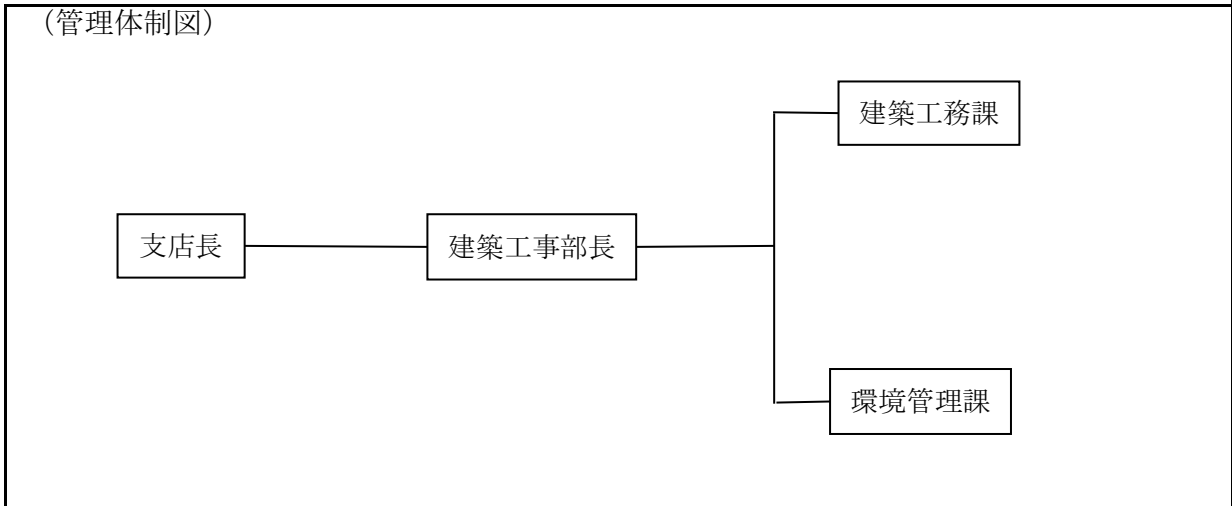 （管理体制図）
建築工務課
支店長
建築工事部長
環境管理課